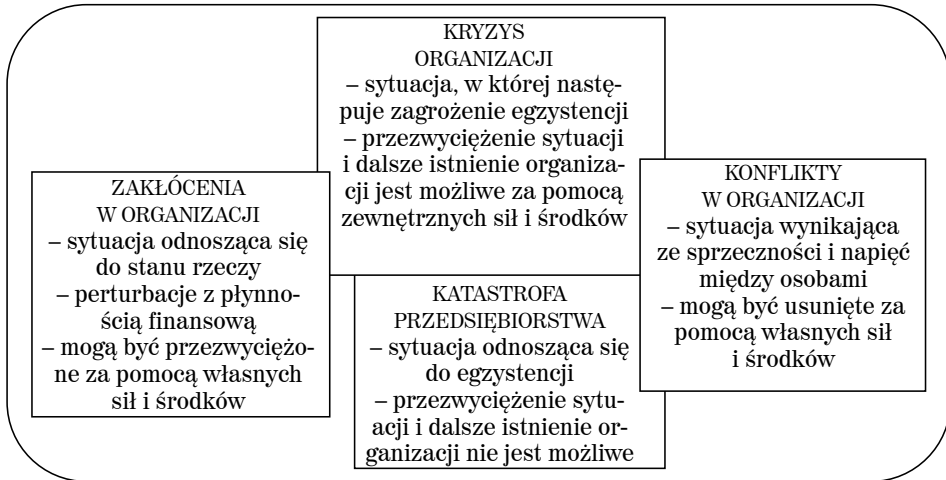 KRYZYS
ORGANIZACJI
– sytuacja, w której nastę-
puje zagrożenie egzystencji
– przezwyciężenie sytuacji
i dalsze istnienie organiza-
cji jest możliwe za pomocą
zewnętrznych sił i środków
ZAKŁÓCENIA
W ORGANIZACJI
– sytuacja odnosząca się
do stanu rzeczy
– perturbacje z płynno-
ścią finansową
– mogą być przezwyciężo-
ne za pomocą własnych
sił i środków
KATASTROFA
PRZEDSIĘBIORSTWA
– sytuacja odnosząca się
do egzystencji
– przezwyciężenie sytu-
acji i dalsze istnienie or-
ganizacji nie jest możliwe
KONFLIKTY
W ORGANIZACJI
– sytuacja wynikająca
ze sprzeczności i napięć
między osobami
– mogą być usunięte za
pomocą własnych sił
i środków